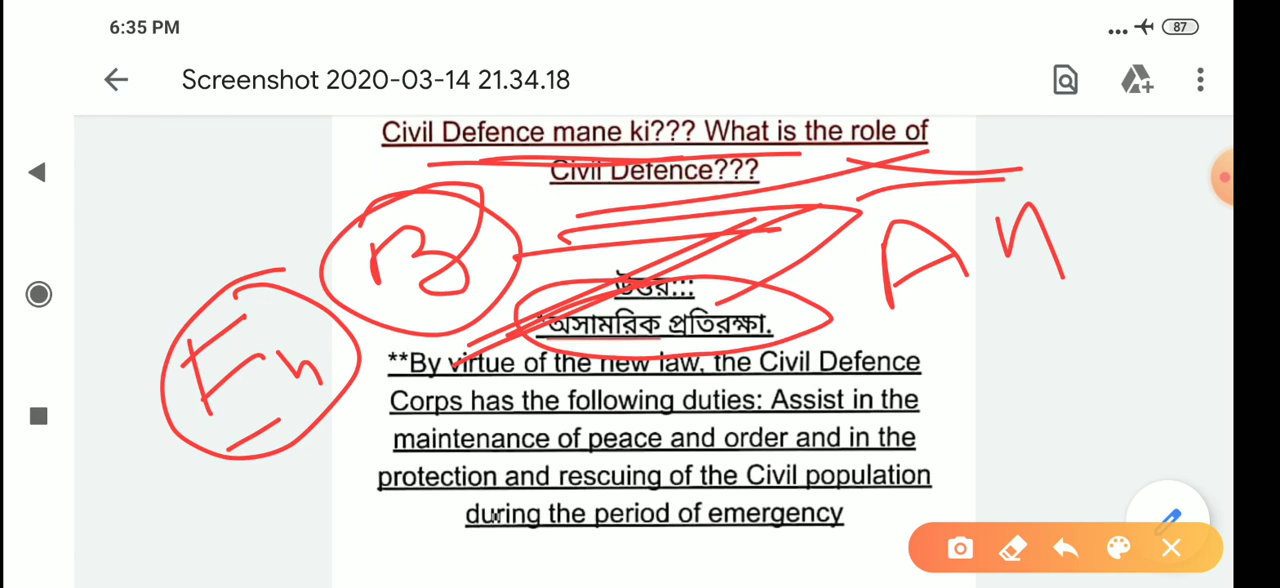 6:35 PM
87
Screenshot 2020-03-14 21.34.18
Civil Defence mane ki??? What is the role of
Civil Defence???
B
An
En
উত্তর:::
*অসামরিক প্রতিরক্ষা.
**By virtue of the new law, the Civil Defence
Corps has the following duties: Assist in the
maintenance of peace and order and in the
protection and rescuing of the Civil population
during the period of emergency